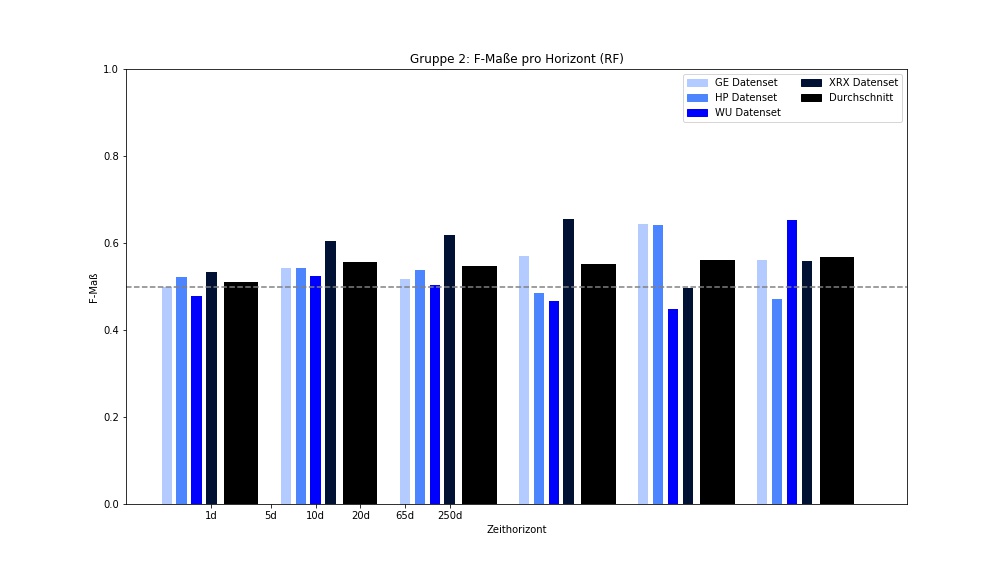 Gruppe 2: F-Maße pro Horizont (RF)
GE Datenset
HP Datenset
WU Datenset
XRX Datenset
Durchschnitt
1.0
0.8
0.6
0.4
0.2
0.0
F-Maß
1d 5d 10d 20d 65d 250d
Zeithorizont